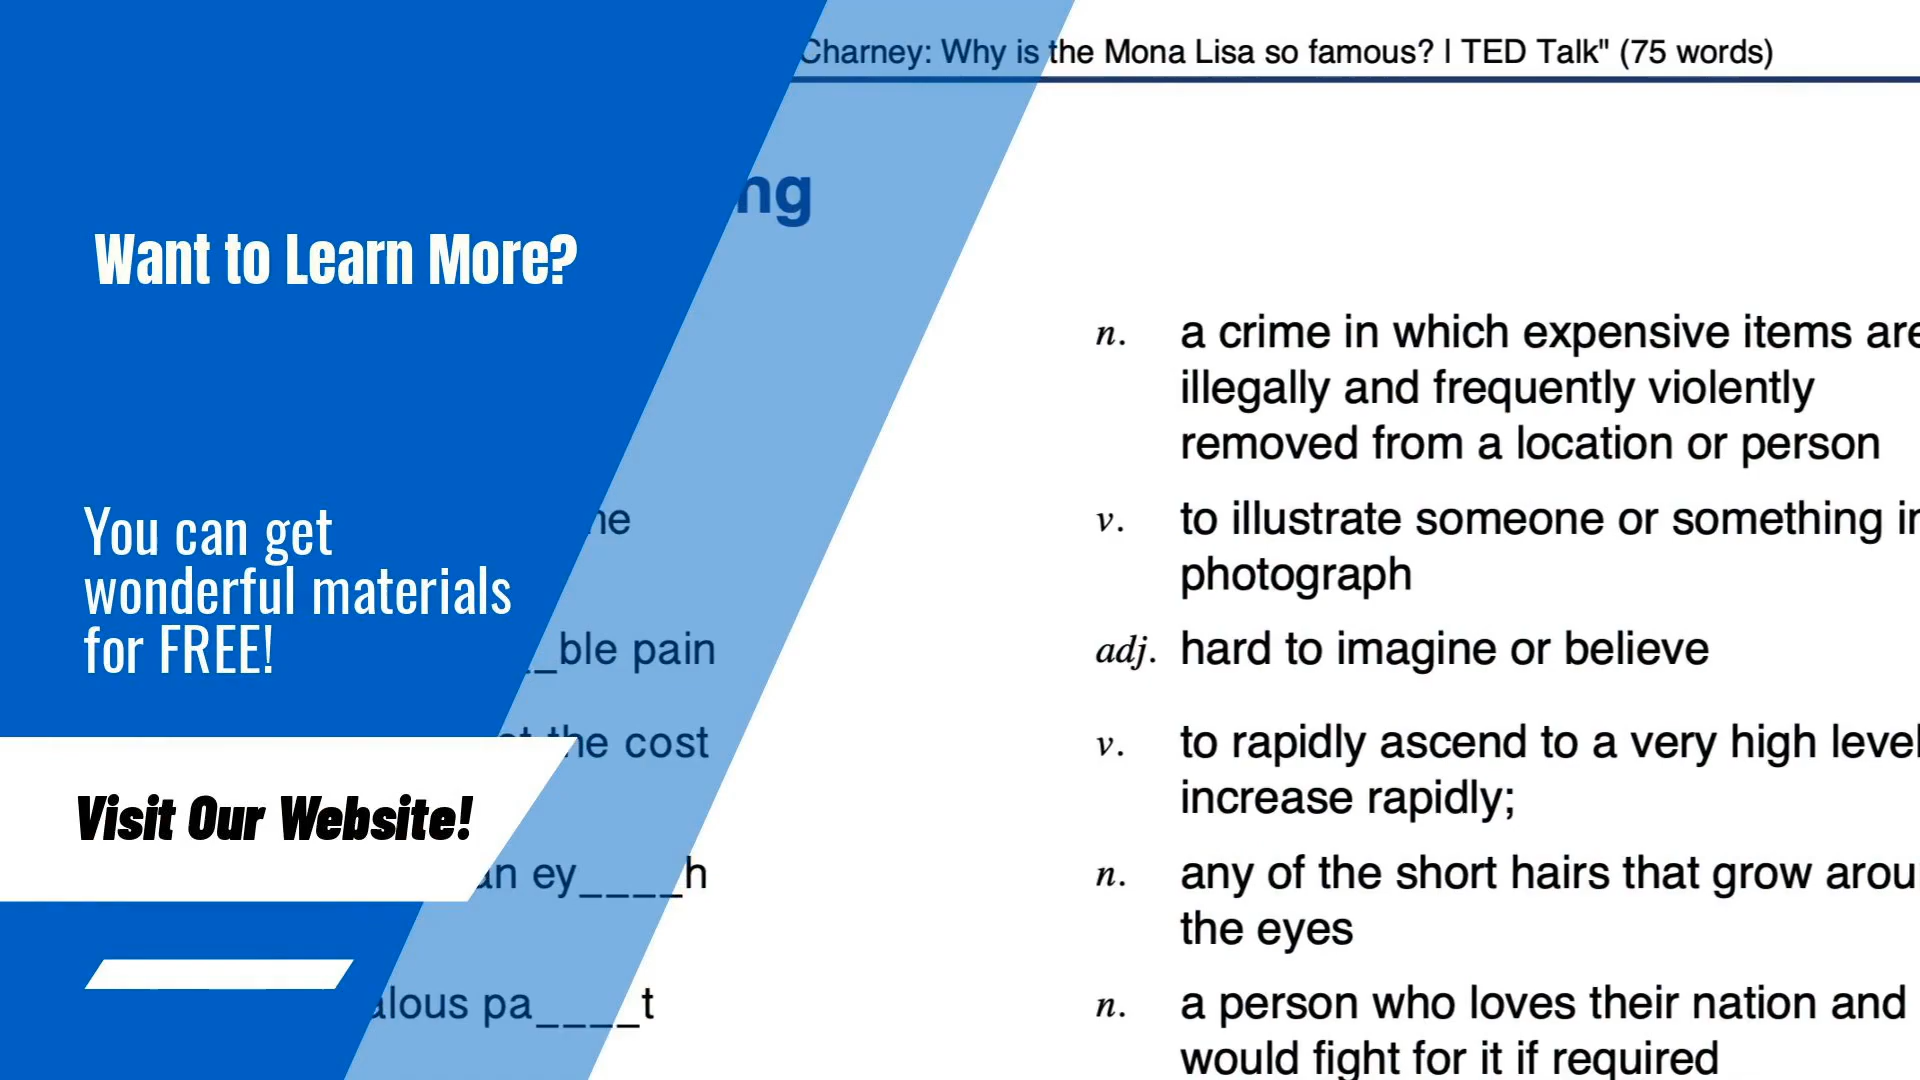 Charney: Why is the Mona Lisa so famous? | TED Talk" (75 words)
ng
Want to Learn More?
You can get
wonderful materials
for FREE!
Visit Our Website!
ne
_ble pain
the cost
an ey____h
alous pa____t
n. a crime in which expensive items are
illegally and frequently violently
removed from a location or person
v. to illustrate someone or something in
photograph
adj. hard to imagine or believe
v. to rapidly ascend to a very high level
increase rapidly;
n. any of the short hairs that grow arou
the eyes
n. a person who loves their nation and
would fight for it if required